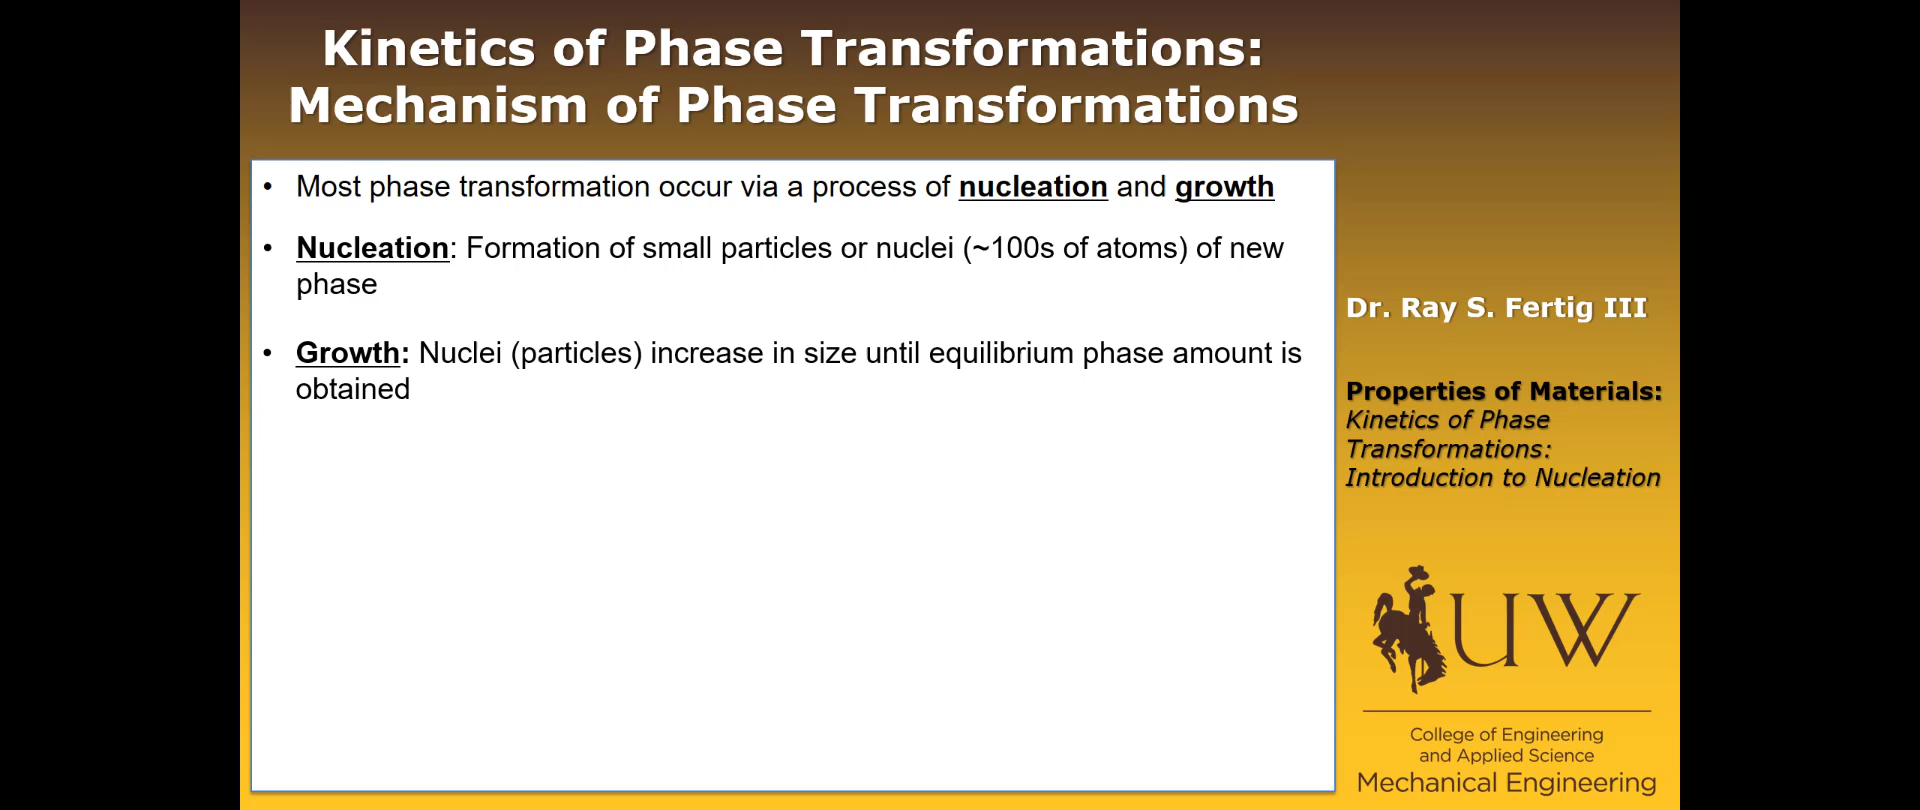 Kinetics of Phase Transformations:
Mechanism of Phase Transformations
• Most phase transformation occur via a process of nucleation and growth
• Nucleation: Formation of small particles or nuclei (~100s of atoms) of new
phase
• Growth: Nuclei (particles) increase in size until equilibrium phase amount is
obtained
Dr. Ray S. Fertig III
Properties of Materials:
Kinetics of Phase
Transformations:
Introduction to Nucleation
UW
College of Engineering
and Applied Science
Mechanical Engineering